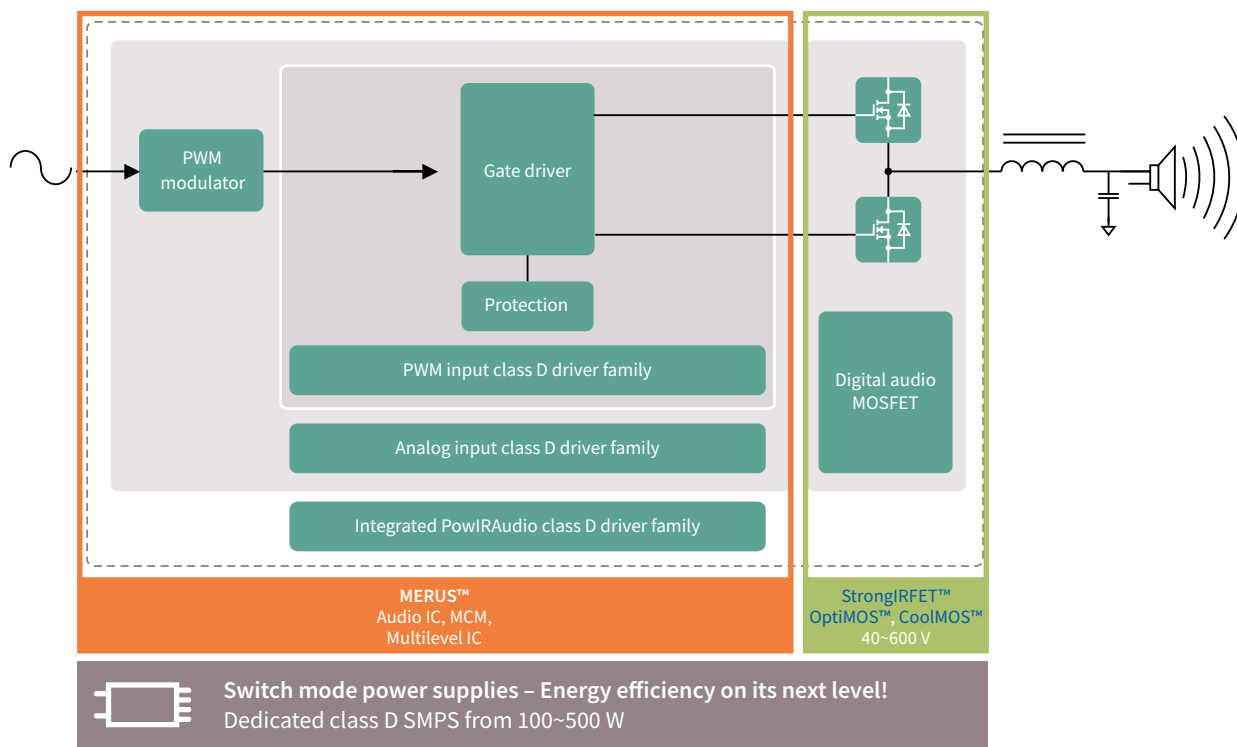 PWM
modulator
Gate driver
Protection
PWM input class D driver family
Analog input class D driver family
Integrated PowIRAudio class D driver family
Digital audio
MOSFET
MERUS™
Audio IC, MCM,
Multilevel IC
StrongIRFET™
OptiMOS™, CoolMOS™
40~600 V
Switch mode power supplies – Energy efficiency on its next level!
Dedicated class D SMPS from 100~500 W